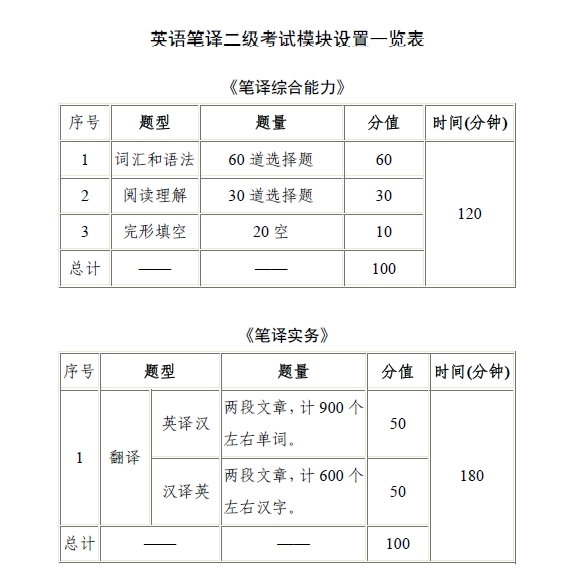 英语笔译二级考试模块设置一览表
《笔译综合能力》
序号 题型 题量 分值 时间(分钟)
1 词汇和语法 60 道选择题 60
2 阅读理解 30 道选择题 30
120
3 完形填空 20 空 10
总计 —— —— 100
《笔译实务》
序号 题型 题量 分值 时间(分钟)
1 翻译 英译汉 两段文章，计 900 个
左右单词。 50
180
汉译英 两段文章，计 600 个
左右汉字。 50
总计 —— —— 100